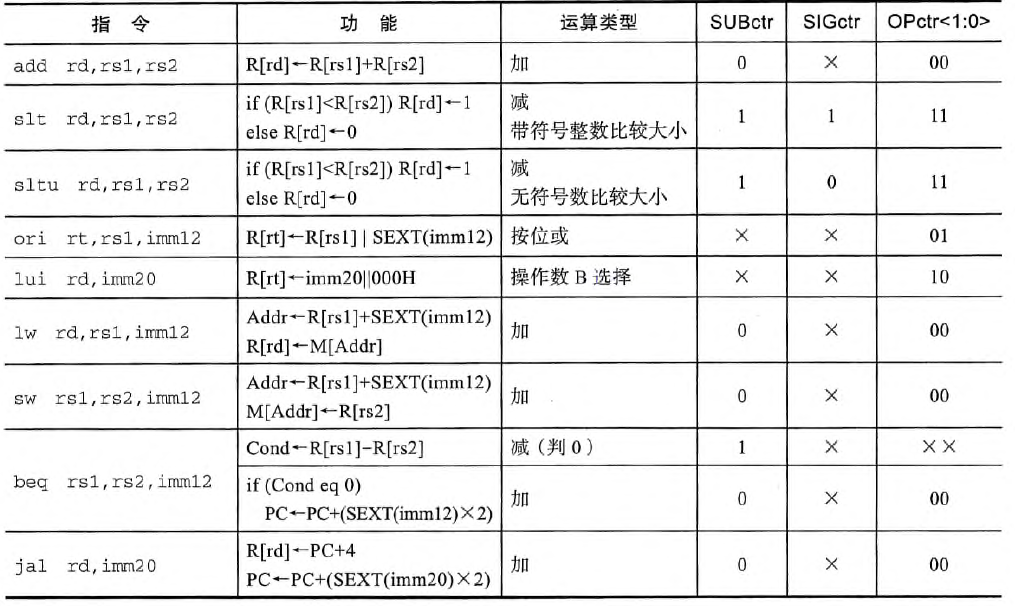 指 令 功 能 运算类型 SUBctr SIGctr OPctr<1:0>
add rd,rs1,rs2 R[rd]←R[rs1]+R[rs2] 加 0 × 00
slt rd,rs1,rs2 if (R[rs1]<R[rs2]) R[rd]←1 减 1 1 11
else R[rd]←0 带符号整数比较大小
sltu rd,rs1,rs2 if (R[rs1]<R[rs2]) R[rd]←1 减 1 0 11
else R[rd]←0 无符号数比较大小
ori rt,rs1,imm12 R[rt]←R[rs1] | SEXT(imm12) 按位或 × × 01
lui rd,imm20 R[rt]←imm20||000H 操作数 B 选择 × × 10
lw rd,rs1,imm12 Addr←R[rs1]+SEXT(imm12) 加 0 × 00
R[rd]←M[Addr]
sw rs1,rs2,imm12 Addr←R[rs1]+SEXT(imm12) 加 0 × 00
M[Addr]←R[rs2]
beq rs1,rs2,imm12 Cond←R[rs1]−R[rs2] 减（判 0） 1 × ××
if (Cond eq 0) 加 0 × 00
PC←PC+(SEXT(imm12)×2)
jal rd,imm20 R[rd]←PC+4 加 0 × 00
PC←PC+(SEXT(imm20)×2)